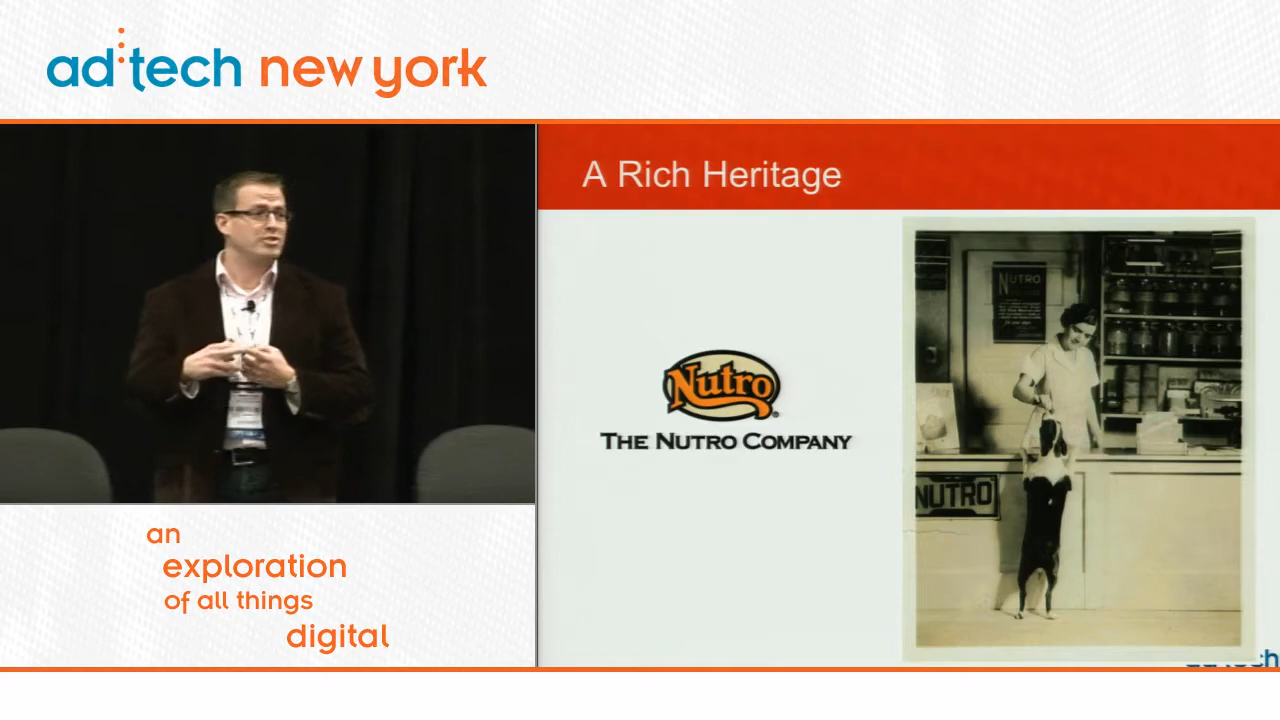 ad:tech new york
A Rich Heritage
NUTRO
Nutro
THE NUTRO COMPANY
NUTRO
an
exploration
of all things
digital